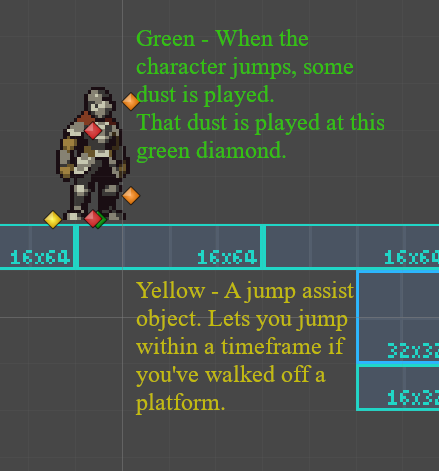 Green - When the
character jumps, some
dust is played.
That dust is played at this
green diamond.
16x64
16x64
16x64
Yellow - A jump assist
object. Lets you jump
within a timeframe if
you've walked off a
platform.
32x32
16x32